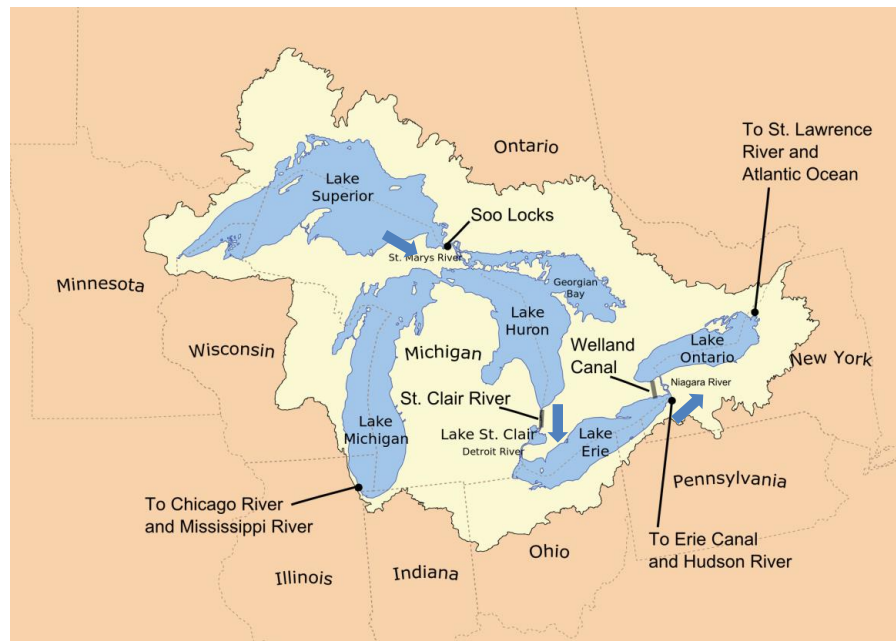 To St. Lawrence
River and
Atlantic Ocean
Ontario
Lake
Superior
Soo Locks
St. Marys River
Minnesota
Georgian
Bay
Lake
Huron
Wisconsin
Michigan
Welland
Canal
Lake
Ontario
New York
Niagara River
St. Clair River
Lake
Michigan
Lake St. Clair
Detroit River
Lake
Erie
Pennsylvania
To Chicago River
and Mississippi River
To Erie Canal
and Hudson River
Ohio
Illinois
Indiana